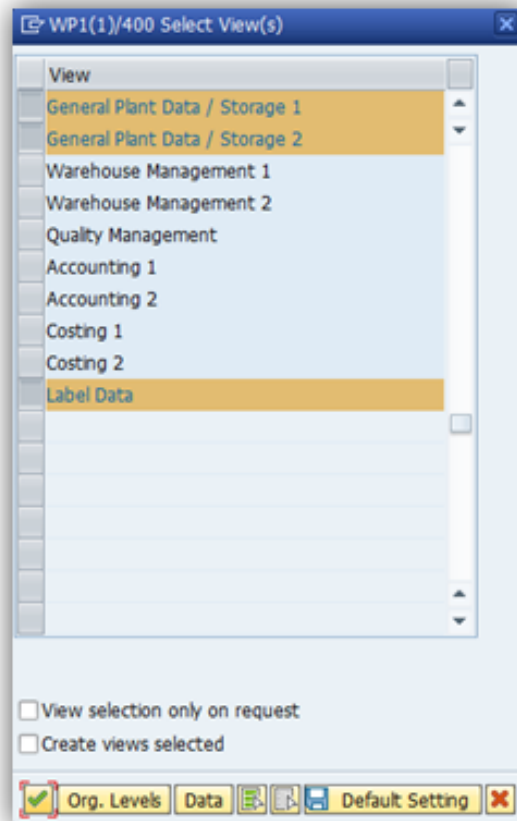 WP1(1)/400 Select View(s)
View
General Plant Data / Storage 1
General Plant Data / Storage 2
Warehouse Management 1
Warehouse Management 2
Quality Management
Accounting 1
Accounting 2
Costing 1
Costing 2
Label Data
View selection only on request
Create views selected
Org. Levels Data Default Setting